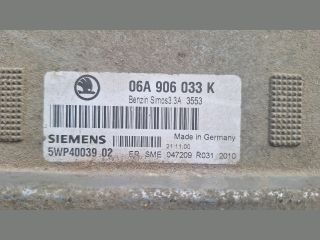 06A 906 033 K
Benzin Simos3.3A 3553
SIEMENS
Made in Germany
21.11.00
5WP40039 02
ER SME 047209 R031 2010